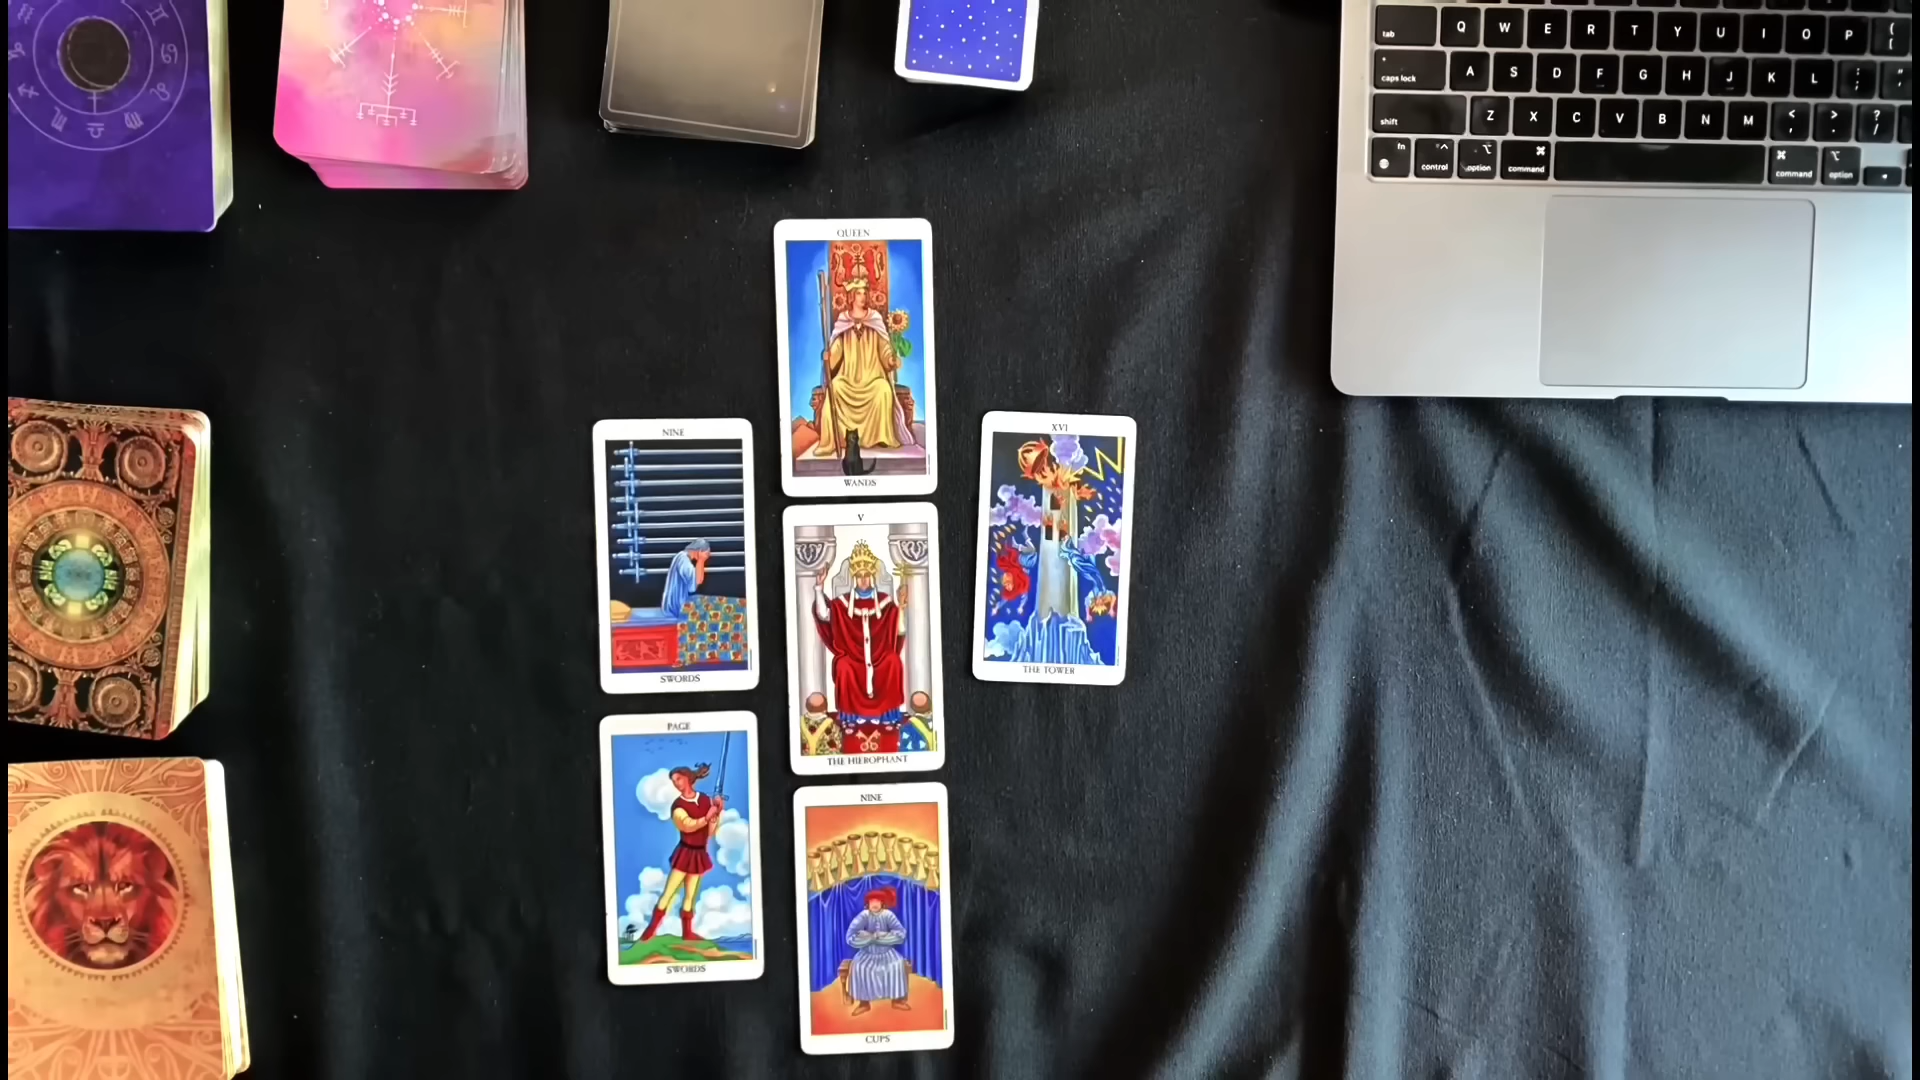 tab Q W E R T Y U I O P { [
caps lock A S D F G H J K L : ; "
shift Z X C V B N M < , > . ? /
fn ^ control ⌥ option ⌘ command ⌘ command ⌥ option
QUEEN
WANDS
NINE
SWORDS
V
THE HIEROPHANT
XVI
THE TOWER
PAGE
SWORDS
NINE
CUPS